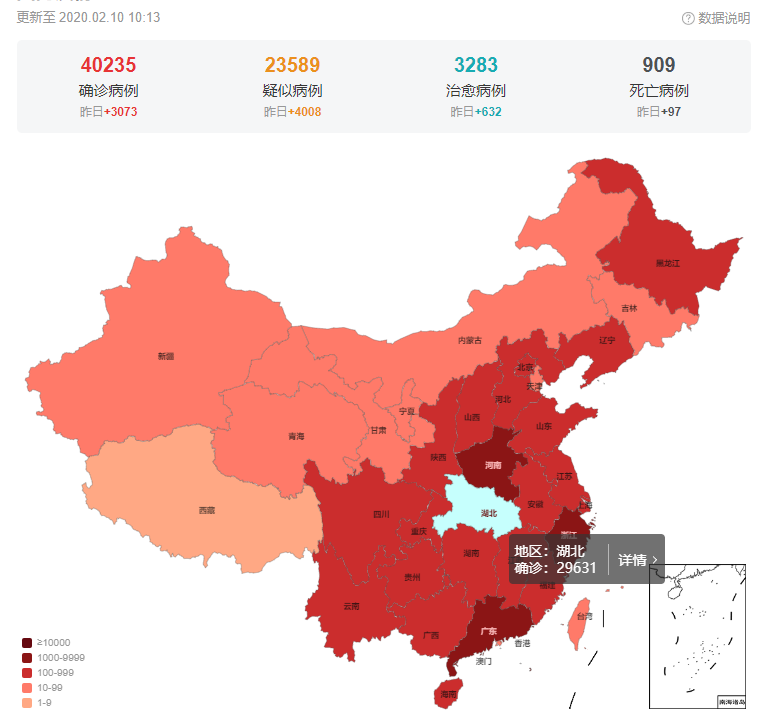 更新至 2020.02.10 10:13
数据说明
40235
23589
3283
909
确诊病例
疑似病例
治愈病例
死亡病例
昨日+3073
昨日+4008
昨日+632
昨日+97
黑龙江
吉林
辽宁
内蒙古
新疆
北京
天津
河北
宁夏
山西
山东
青海
甘肃
陕西
河南
江苏
西藏
四川
湖北
安徽
上海
重庆
浙江
湖南
地区：湖北
确诊：29631
详情
贵州
福建
云南
台湾
广西
广东
香港
澳门
海南
≥10000
1000-9999
100-999
10-99
1-9
南海诸岛